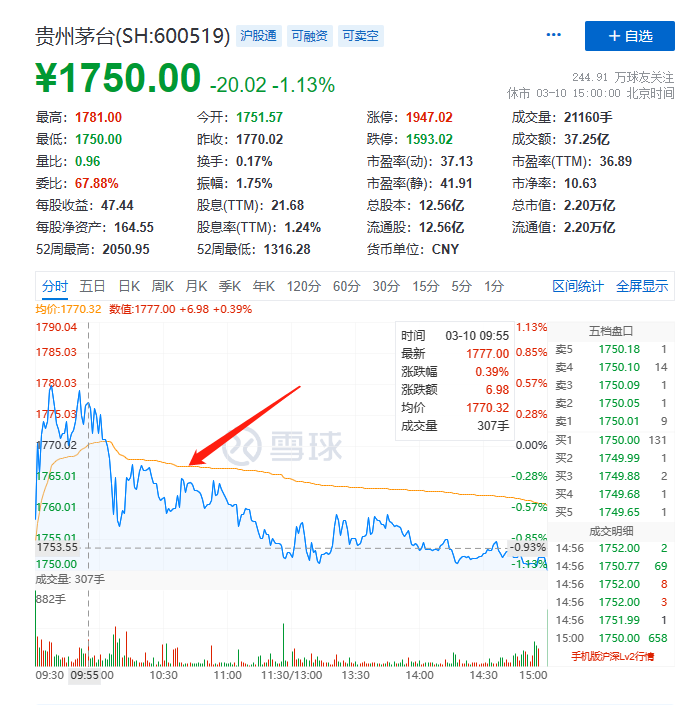 贵州茅台(SH:600519) 沪股通 可融资 可卖空 ... + 自选
¥1750.00 -20.02 -1.13%
244.91 万球友关注
休市 03-10 15:00:00 北京时间
最高：1781.00 今开：1751.57 涨停：1947.02 成交量：21160手
最低：1750.00 昨收：1770.02 跌停：1593.02 成交额：37.25亿
量比：0.96 换手：0.17% 市盈率(动)：37.13 市盈率(TTM)：36.89
委比：67.88% 振幅：1.75% 市盈率(静)：41.91 市净率：10.63
每股收益：47.44 股息(TTM)：21.68 总股本：12.56亿 总市值：2.20万亿
每股净资产：164.55 股息率(TTM)：1.24% 流通股：12.56亿 流通值：2.20万亿
52周最高：2050.95 52周最低：1316.28 货币单位：CNY
分时 五日 日K 周K 月K 季K 年K 120分 60分 30分 15分 5分 1分 区间统计 全屏显示
均价:1770.32 数值:1777.00 +6.98 +0.39%
1790.04 1.13%
1785.03 0.85%
1780.03 0.57%
1775.03 0.28%
1770.02 0.00%
1765.01 -0.28%
1760.01 -0.57%
1755.01 -0.85%
1753.55 -0.93%
1750.00 -1.13%
时间 03-10 09:55
最新 1777.00
涨跌幅 0.39%
涨跌额 6.98
均价 1770.32
成交量 307手
雪球
成交量: 307手
882手
09:30 09:55 :00 10:30 11:00 11:30/13:00 13:30 14:00 14:30 15:00
五档盘口
卖5 1750.18 1
卖4 1750.10 14
卖3 1750.09 1
卖2 1750.05 1
卖1 1750.01 9
买1 1750.00 131
买2 1749.99 1
买3 1749.88 2
买4 1749.68 1
买5 1749.65 1
成交明细
14:56 1752.00 2
14:56 1750.77 69
14:56 1752.00 8
14:56 1752.00 3
14:56 1751.99 1
15:00 1750.00 658
手机版沪深Lv2行情